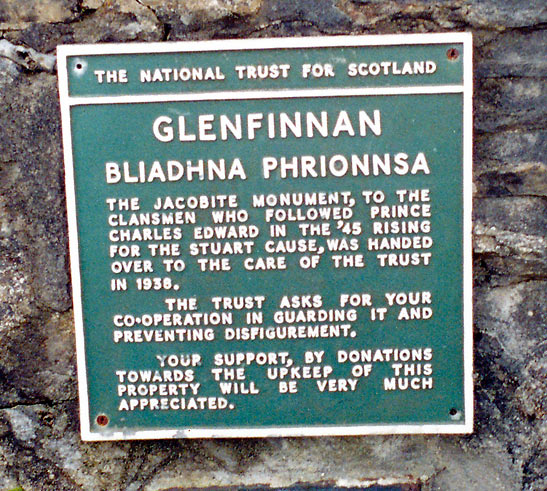 THE NATIONAL TRUST FOR SCOTLAND
GLENFINNAN
BLIADHNA PHRIONNSA
THE JACOBITE MONUMENT, TO THE
CLANSMEN WHO FOLLOWED PRINCE
CHARLES EDWARD IN THE '45 RISING
FOR THE STUART CAUSE, WAS HANDED
OVER TO THE CARE OF THE TRUST
IN 1938.
THE TRUST ASKS FOR YOUR
CO-OPERATION IN GUARDING IT AND
PREVENTING DISFIGUREMENT.
YOUR SUPPORT, BY DONATIONS
TOWARDS THE UPKEEP OF THIS
PROPERTY WILL BE VERY MUCH
APPRECIATED.